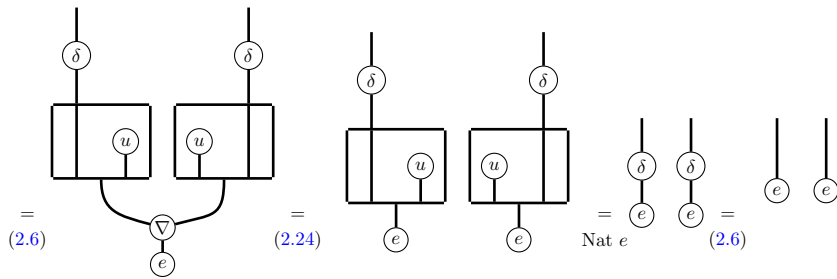 δ δ δ δ
u u u u δ δ
= ∇ = e e = e e = e e
(2.6) e (2.24) Nat e (2.6)